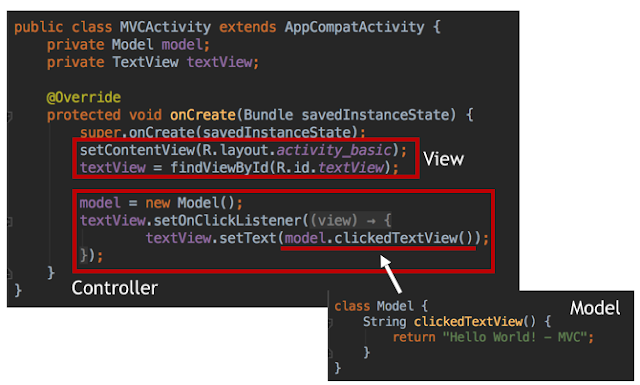 public class MVCActivity extends AppCompatActivity {
private Model model;
private TextView textView;
@Override
protected void onCreate(Bundle savedInstanceState) {
super.onCreate(savedInstanceState);
setContentView(R.layout.activity_basic);
textView = findViewById(R.id.textView);
View
model = new Model();
textView.setOnClickListener((view) → {
textView.setText(model.clickedTextView());
});
}
}
Controller
Model
class Model {
String clickedTextView() {
return "Hello World! - MVC";
}
}